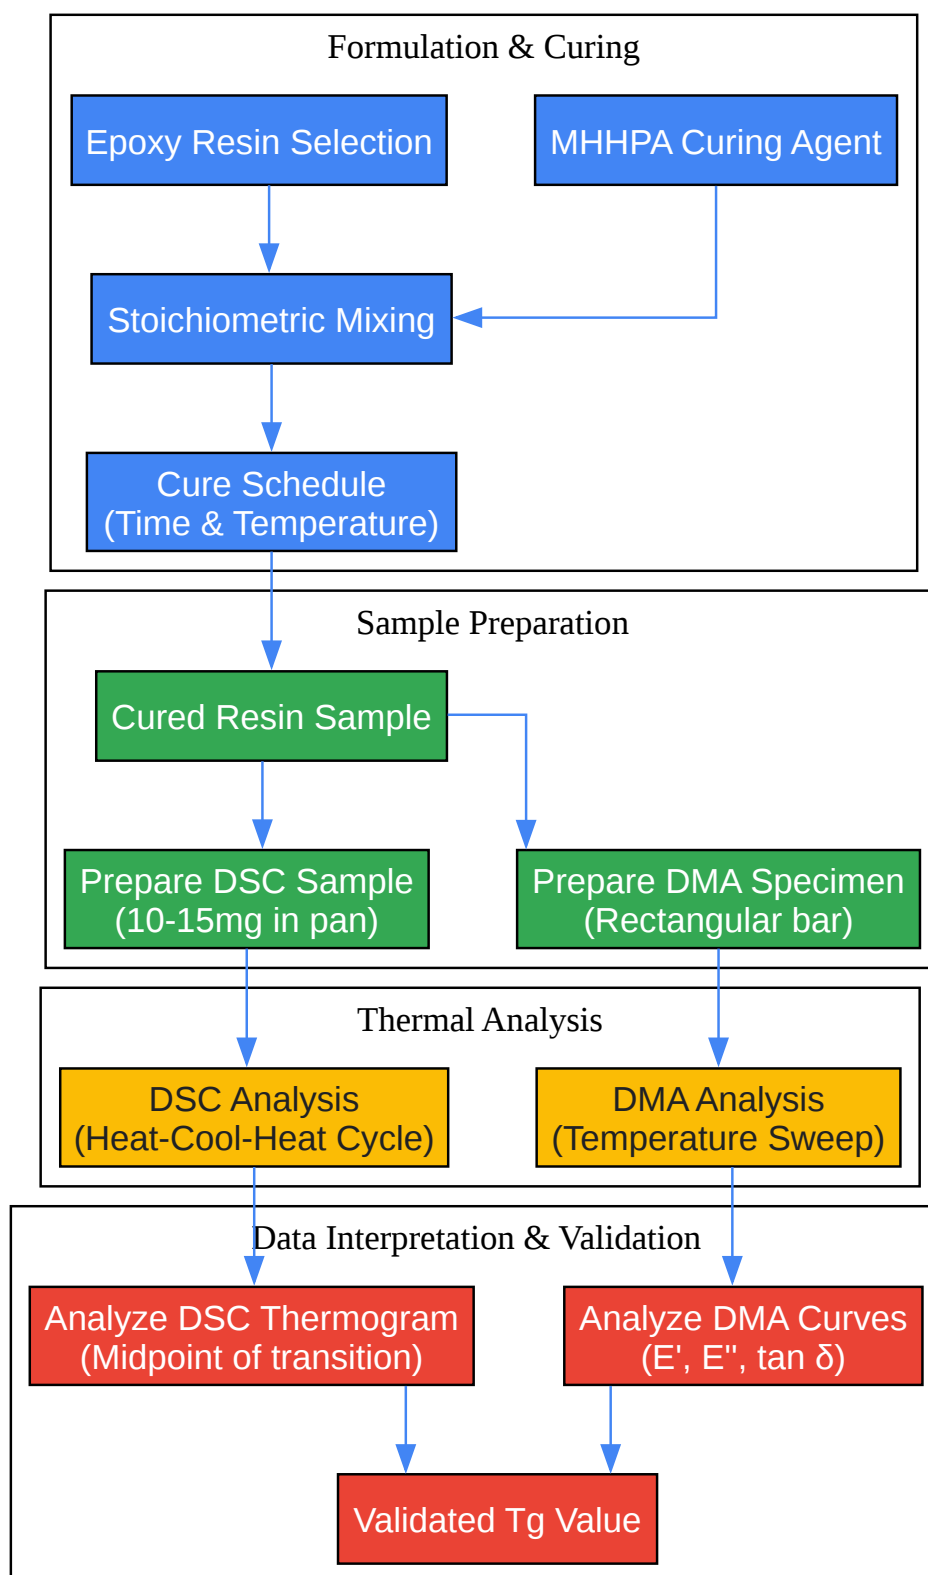 Formulation & Curing
Epoxy Resin Selection
MHHPA Curing Agent
Stoichiometric Mixing
Cure Schedule
(Time & Temperature)
Sample Preparation
Cured Resin Sample
Prepare DSC Sample
(10-15mg in pan)
Prepare DMA Specimen
(Rectangular bar)
Thermal Analysis
DSC Analysis
(Heat-Cool-Heat Cycle)
DMA Analysis
(Temperature Sweep)
Data Interpretation & Validation
Analyze DSC Thermogram
(Midpoint of transition)
Analyze DMA Curves
(E', E'', tan δ)
Validated Tg Value